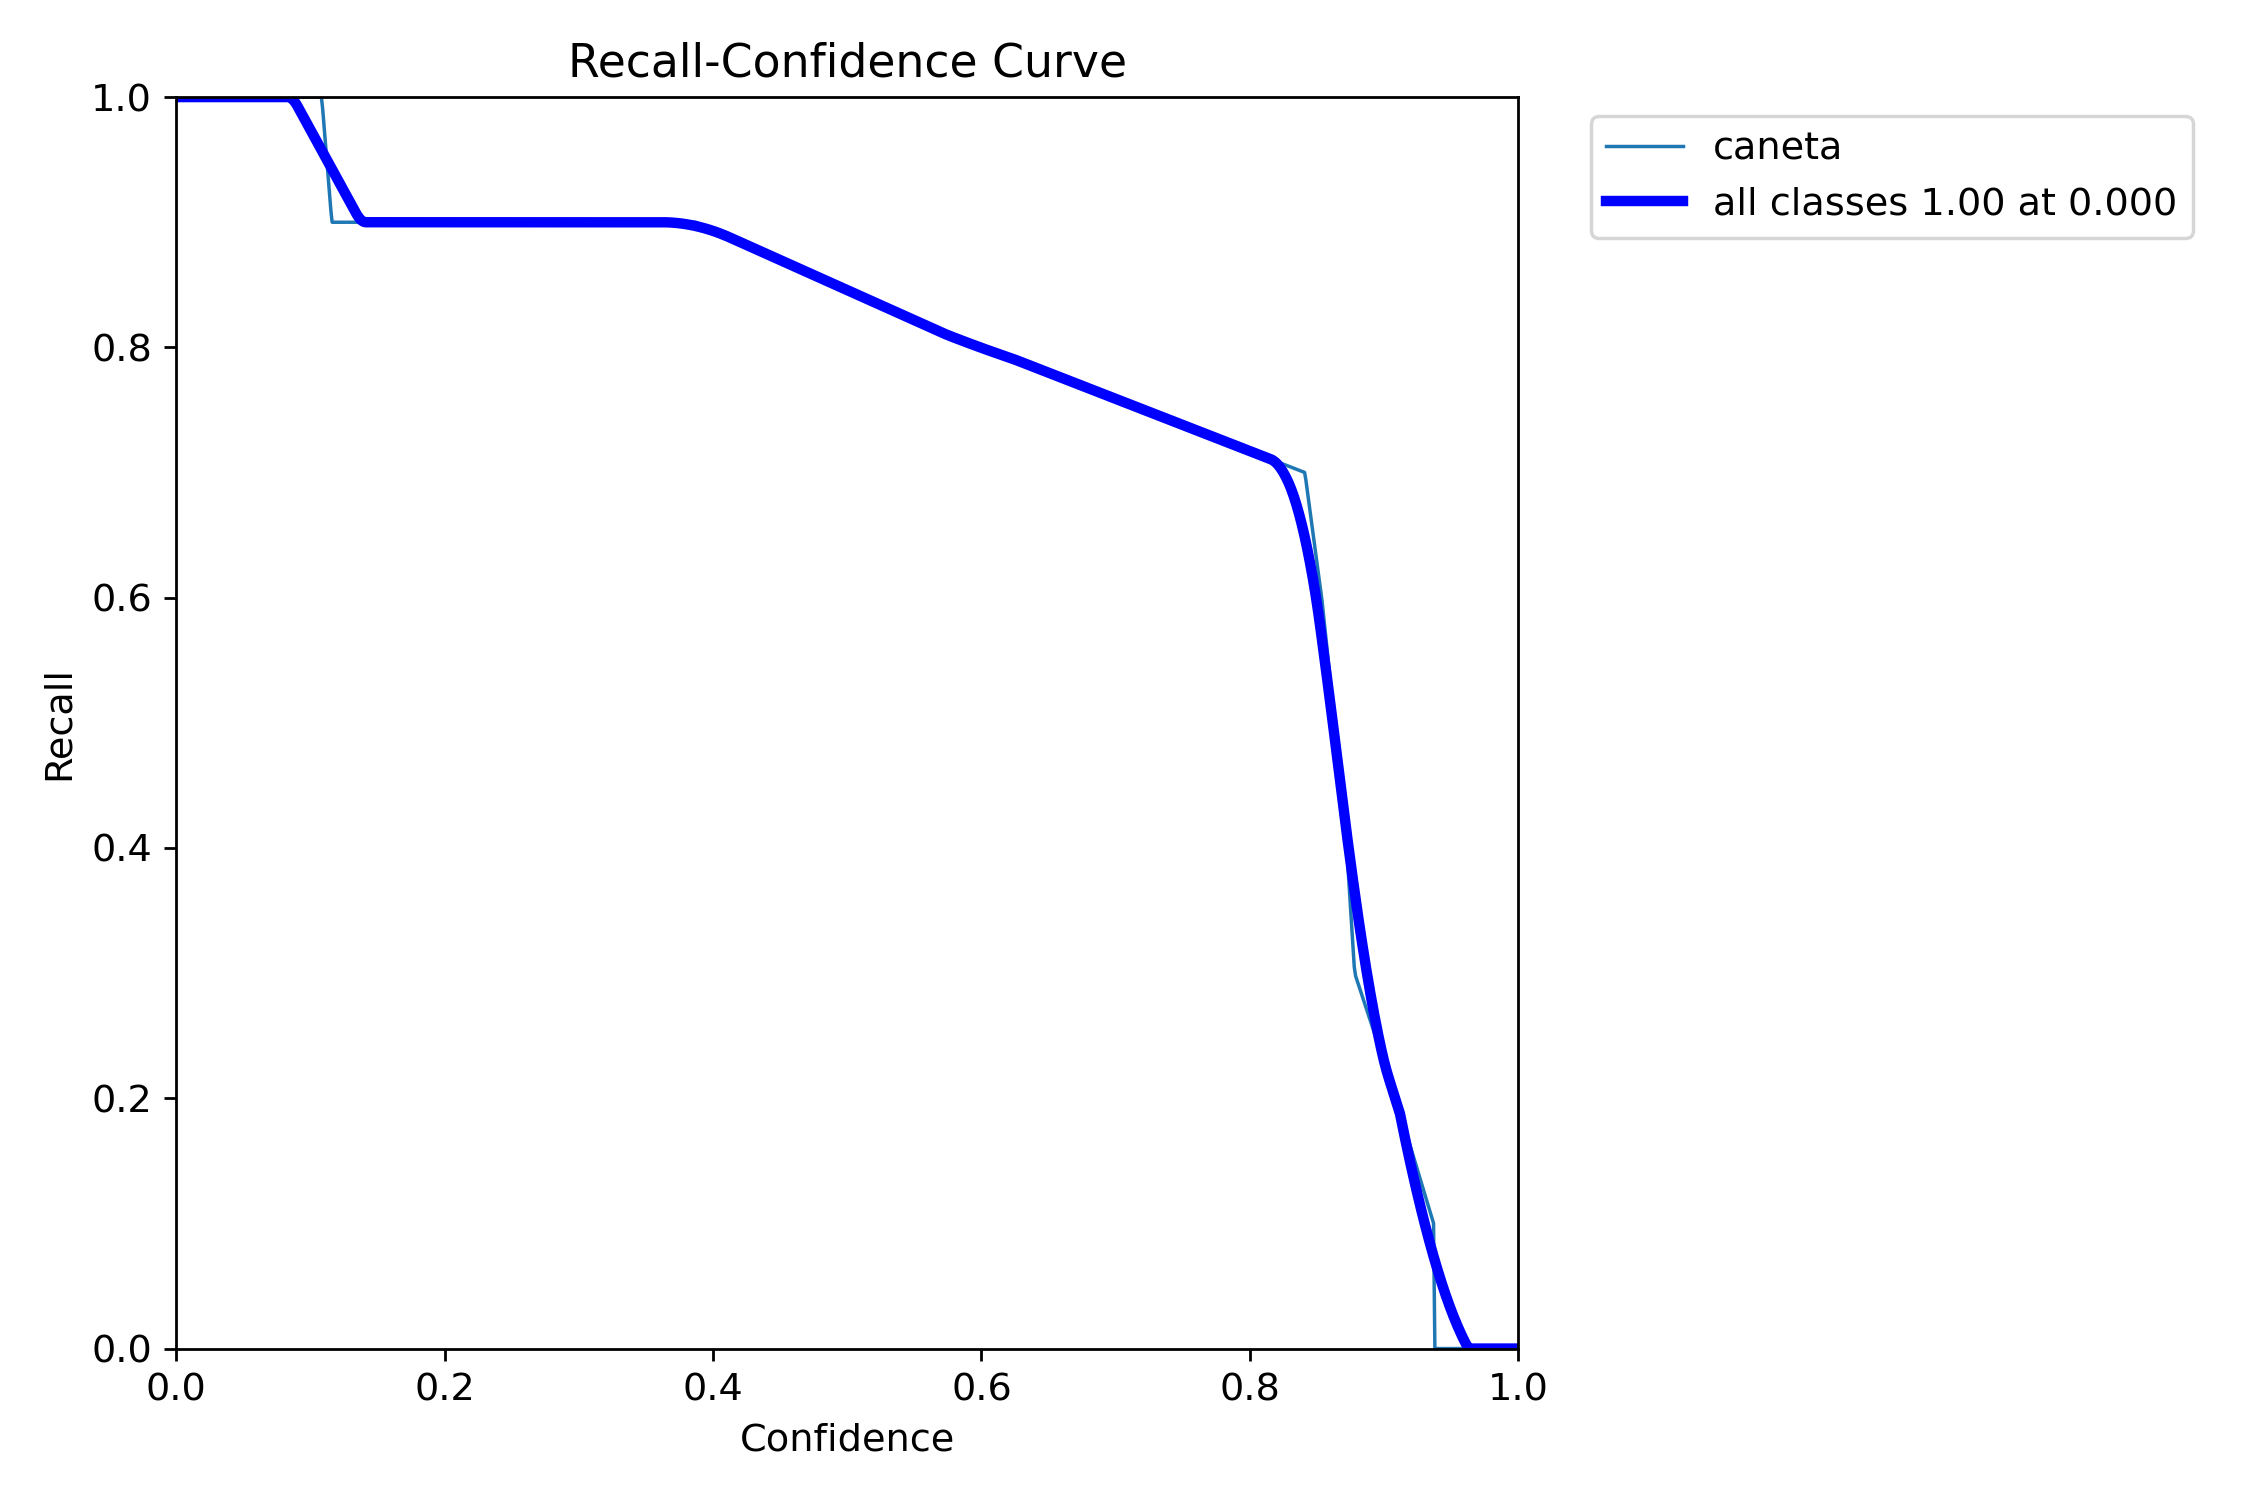 Recall-Confidence Curve
caneta
all classes 1.00 at 0.000
1.0
0.8
0.6
0.4
0.2
0.0
Recall
0.0 0.2 0.4 0.6 0.8 1.0
Confidence